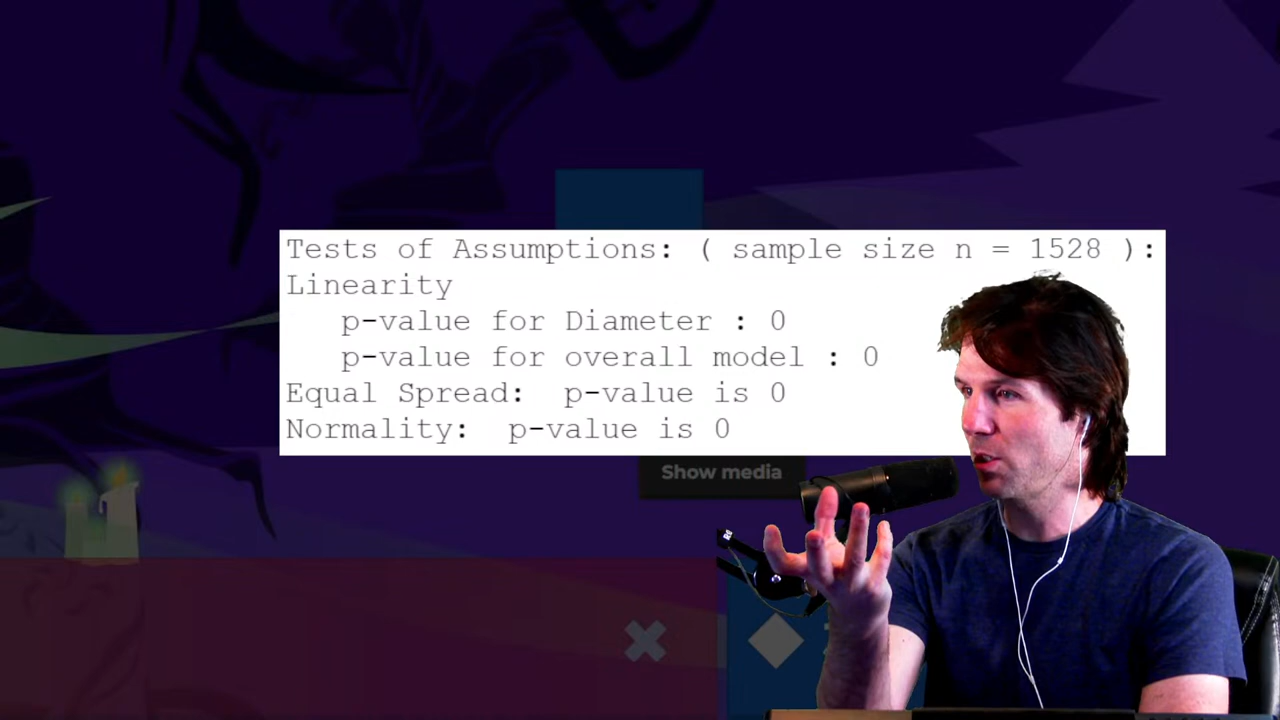 Tests of Assumptions: ( sample size n = 1528 ):
Linearity
p-value for Diameter : 0
p-value for overall model : 0
Equal Spread: p-value is 0
Normality: p-value is 0
Show media